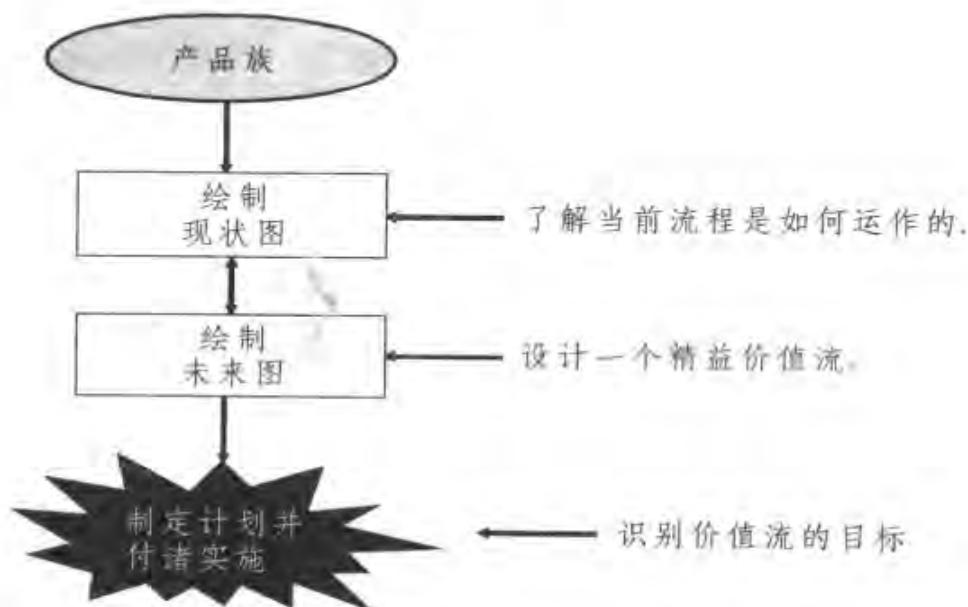 产品族
绘制
现状图
了解当前流程是如何运作的.
绘制
未来图
设计一个精益价值流.
制定计划并
付诸实施
识别价值流的目标